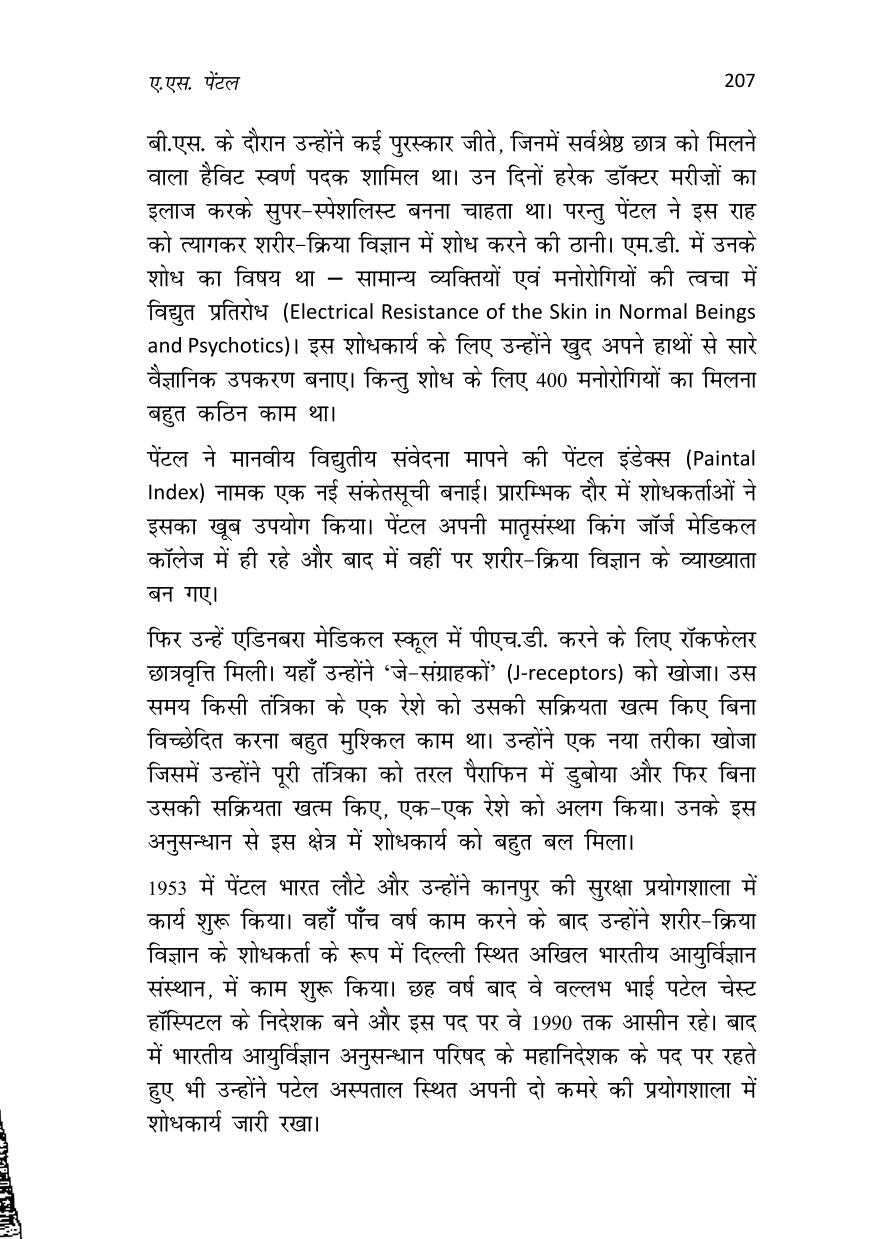 ए.एस. पेंटल 207
बी.एस. के दौरान उन्होंने कई पुरस्कार जीते, जिनमें सर्वश्रेष्ठ छात्र को मिलने
वाला हैविट स्वर्ण पदक शामिल था। उन दिनों हरेक डॉक्टर मरीज़ों का
इलाज करके सुपर-स्पेशलिस्ट बनना चाहता था। परन्तु पेंटल ने इस राह
को त्यागकर शरीर-क्रिया विज्ञान में शोध करने की ठानी। एम.डी. में उनके
शोध का विषय था – सामान्य व्यक्तियों एवं मनोरोगियों की त्वचा में
विद्युत प्रतिरोध (Electrical Resistance of the Skin in Normal Beings
and Psychotics)। इस शोधकार्य के लिए उन्होंने खुद अपने हाथों से सारे
वैज्ञानिक उपकरण बनाए। किन्तु शोध के लिए 400 मनोरोगियों का मिलना
बहुत कठिन काम था।
पेंटल ने मानवीय विद्युतीय संवेदना मापने की पेंटल इंडेक्स (Paintal
Index) नामक एक नई संकेतसूची बनाई। प्रारम्भिक दौर में शोधकर्ताओं ने
इसका खूब उपयोग किया। पेंटल अपनी मातृसंस्था किंग जॉर्ज मेडिकल
कॉलेज में ही रहे और बाद में वहीं पर शरीर-क्रिया विज्ञान के व्याख्याता
बन गए।
फिर उन्हें एडिनबरा मेडिकल स्कूल में पीएच.डी. करने के लिए रॉकफेलर
छात्रवृत्ति मिली। यहाँ उन्होंने ‘जे-संग्राहकों’ (J-receptors) को खोजा। उस
समय किसी तंत्रिका के एक रेशे को उसकी सक्रियता खत्म किए बिना
विच्छेदित करना बहुत मुश्किल काम था। उन्होंने एक नया तरीका खोजा
जिसमें उन्होंने पूरी तंत्रिका को तरल पैराफिन में डुबोया और फिर बिना
उसकी सक्रियता खत्म किए, एक-एक रेशे को अलग किया। उनके इस
अनुसन्धान से इस क्षेत्र में शोधकार्य को बहुत बल मिला।
1953 में पेंटल भारत लौटे और उन्होंने कानपुर की सुरक्षा प्रयोगशाला में
कार्य शुरू किया। वहाँ पाँच वर्ष काम करने के बाद उन्होंने शरीर-क्रिया
विज्ञान के शोधकर्ता के रूप में दिल्ली स्थित अखिल भारतीय आयुर्विज्ञान
संस्थान, में काम शुरू किया। छह वर्ष बाद वे वल्लभ भाई पटेल चेस्ट
हॉस्पिटल के निदेशक बने और इस पद पर वे 1990 तक आसीन रहे। बाद
में भारतीय आयुर्विज्ञान अनुसन्धान परिषद के महानिदेशक के पद पर रहते
हुए भी उन्होंने पटेल अस्पताल स्थित अपनी दो कमरे की प्रयोगशाला में
शोधकार्य जारी रखा।